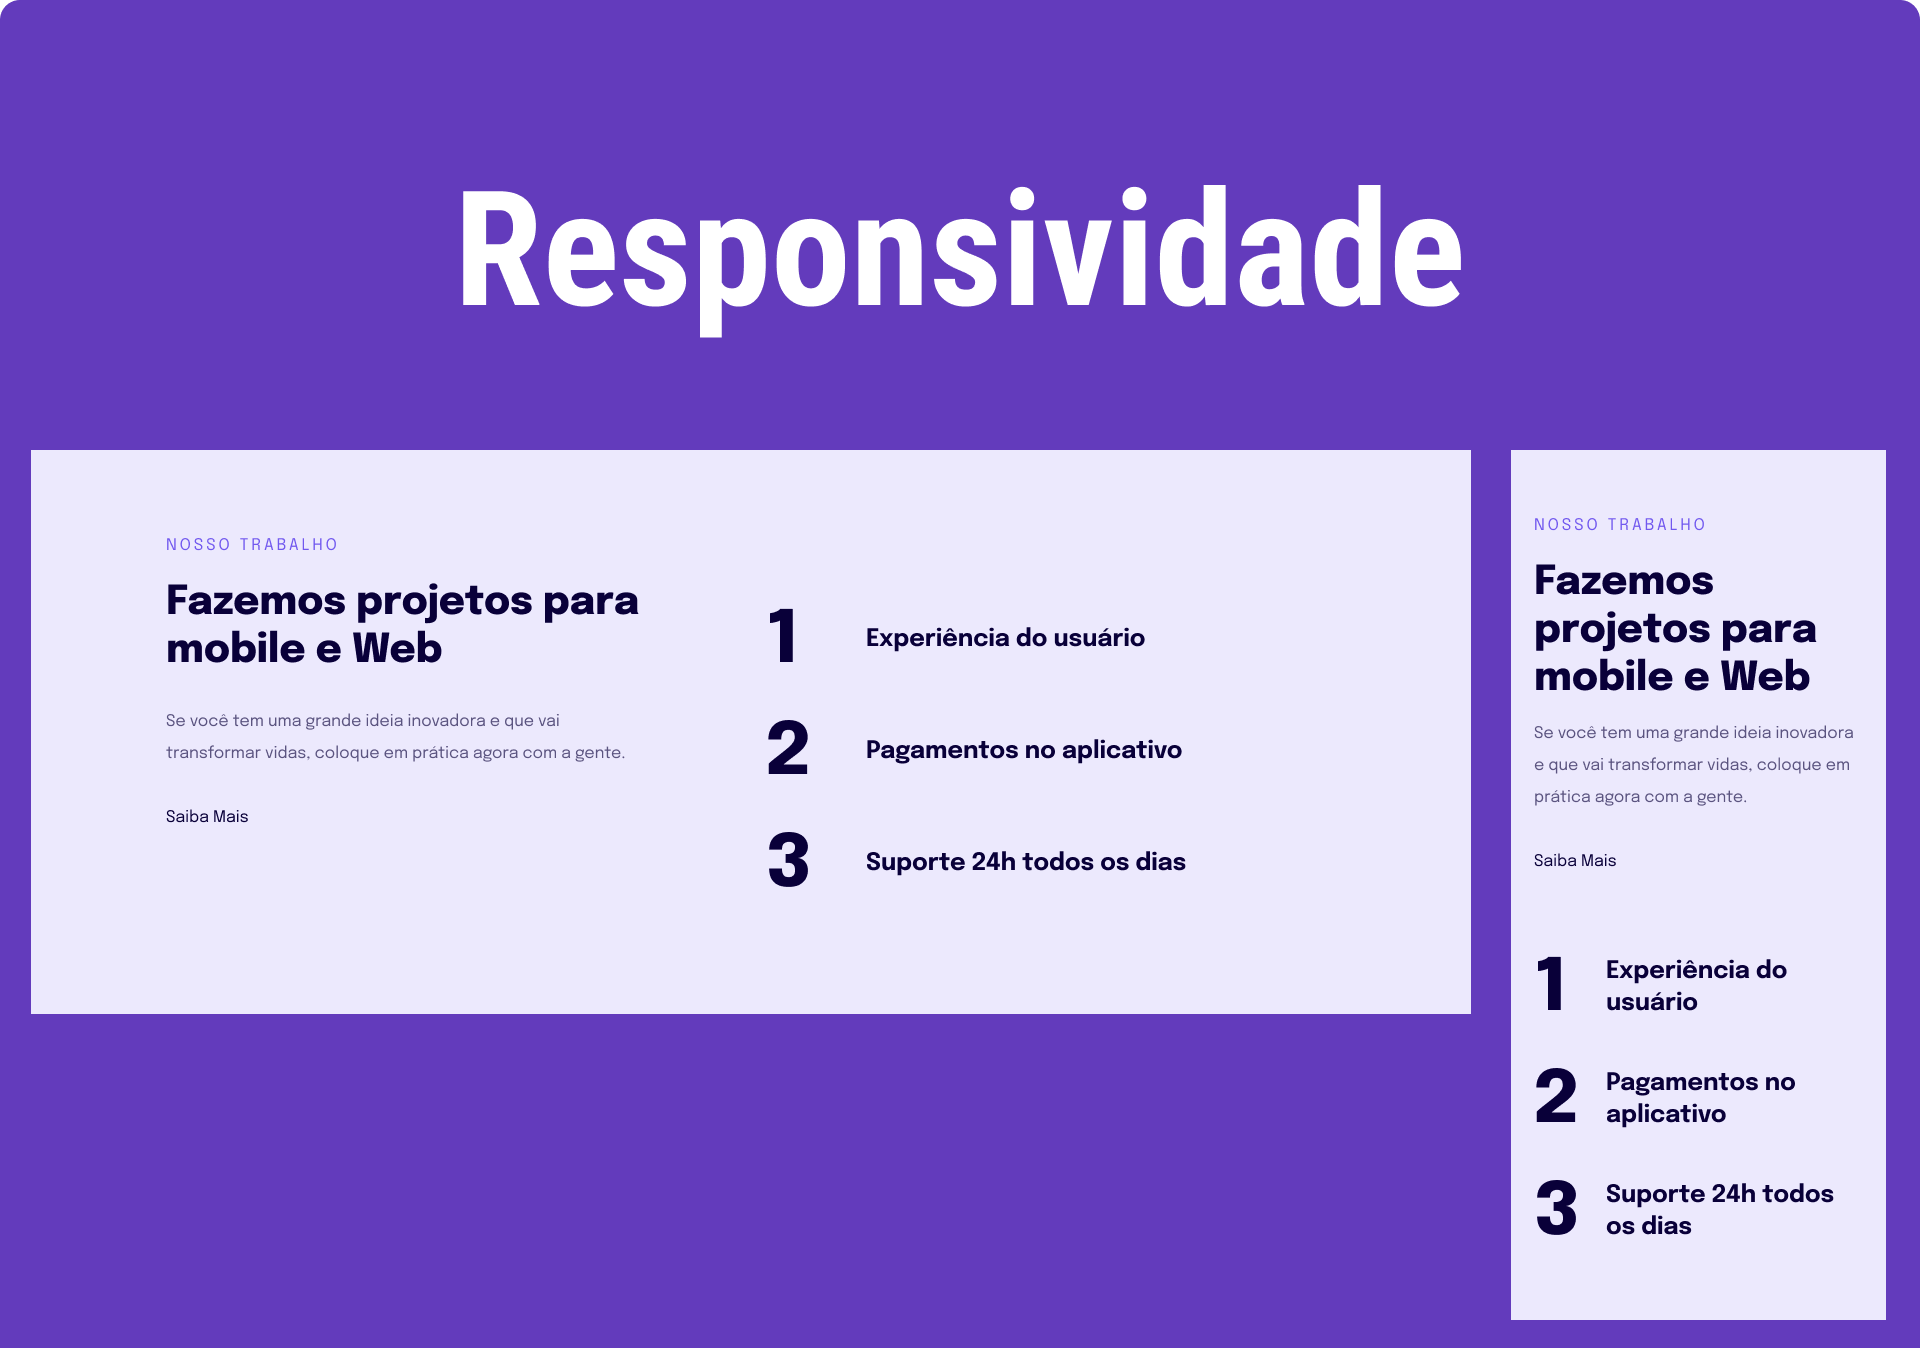 Responsividade
NOSSO TRABALHO
Fazemos projetos para
mobile e Web
Se você tem uma grande ideia inovadora e que vai
transformar vidas, coloque em prática agora com a gente.
Saiba Mais
1 Experiência do usuário
2 Pagamentos no aplicativo
3 Suporte 24h todos os dias
NOSSO TRABALHO
Fazemos
projetos para
mobile e Web
Se você tem uma grande ideia inovadora
e que vai transformar vidas, coloque em
prática agora com a gente.
Saiba Mais
1 Experiência do
usuário
2 Pagamentos no
aplicativo
3 Suporte 24h todos
os dias